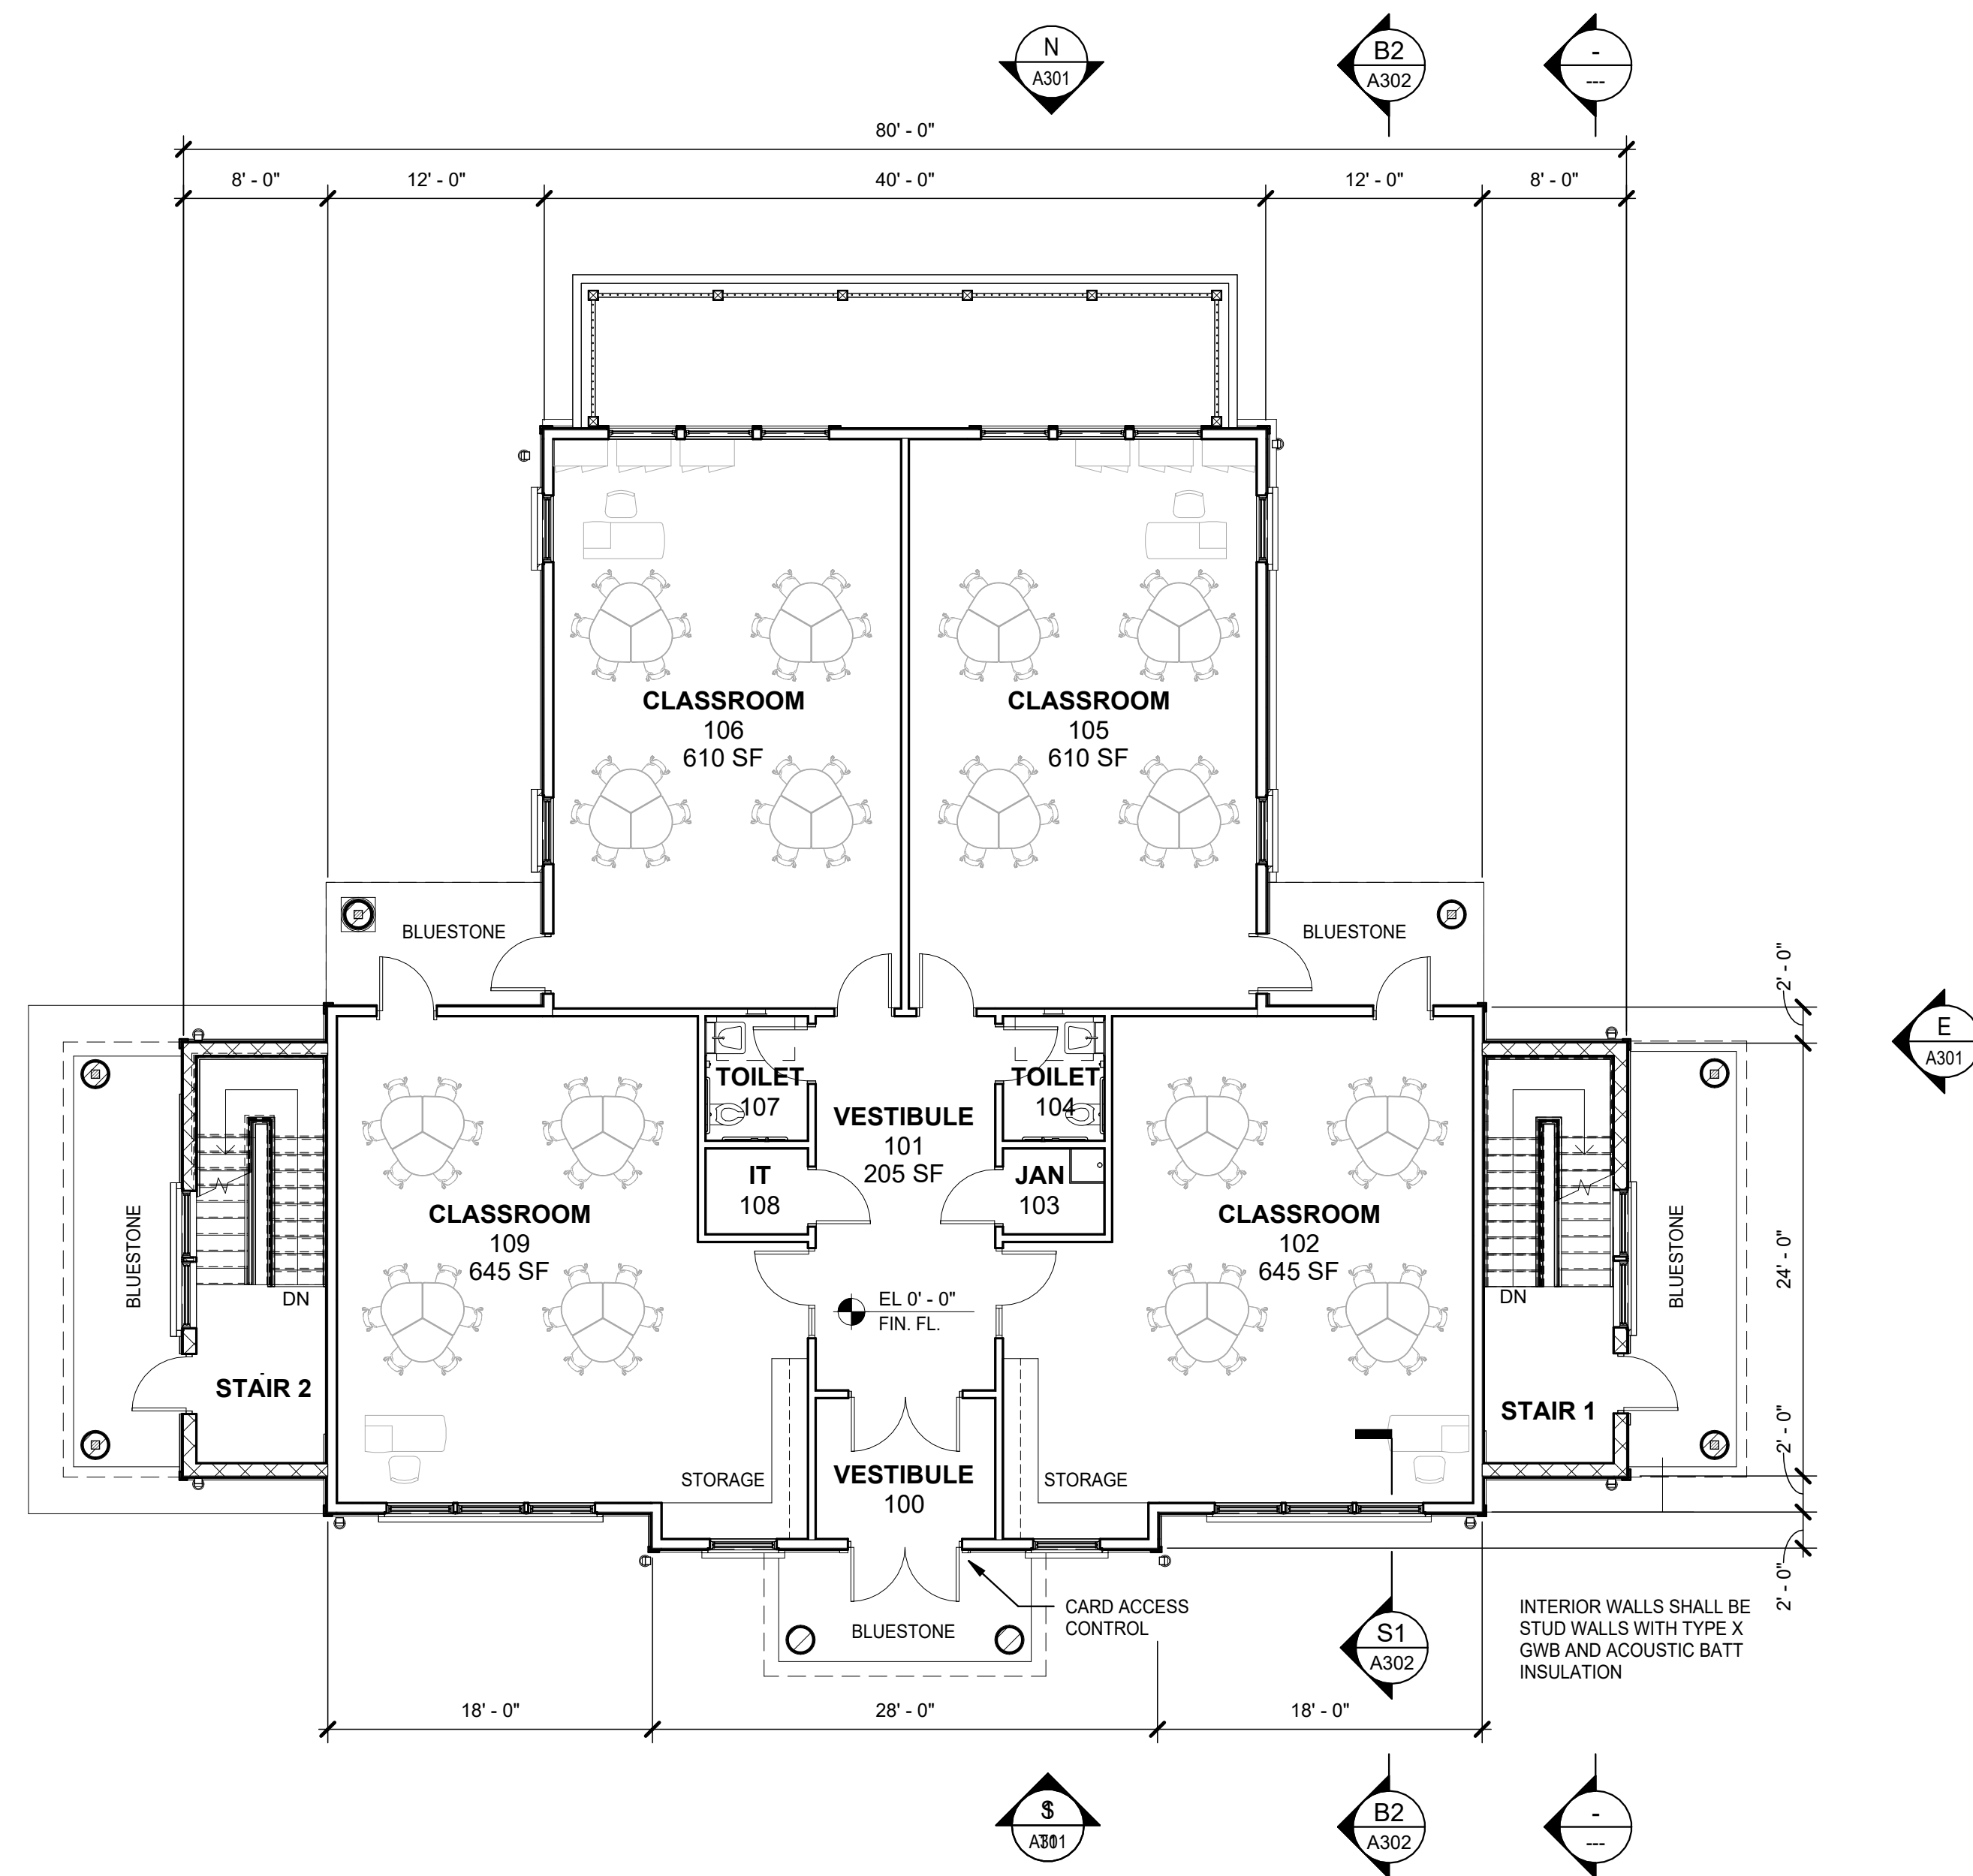 N
A301
B2
A302
-
---
80' - 0"
8' - 0"
12' - 0"
40' - 0"
12' - 0"
8' - 0"
CLASSROOM
106
610 SF
CLASSROOM
105
610 SF
BLUESTONE
BLUESTONE
2' - 0"
E
A301
TOILET
107
TOILET
104
VESTIBULE
101
205 SF
IT
108
JAN
103
CLASSROOM
109
645 SF
CLASSROOM
102
645 SF
BLUESTONE
BLUESTONE
24' - 0"
DN
DN
EL 0' - 0"
FIN. FL.
STAIR 2
STAIR 1
STORAGE
VESTIBULE
100
STORAGE
2' - 0"
2' - 0"
CARD ACCESS
CONTROL
BLUESTONE
INTERIOR WALLS SHALL BE
STUD WALLS WITH TYPE X
GWB AND ACOUSTIC BATT
INSULATION
S1
A302
18' - 0"
28' - 0"
18' - 0"
B2
A302
-
---